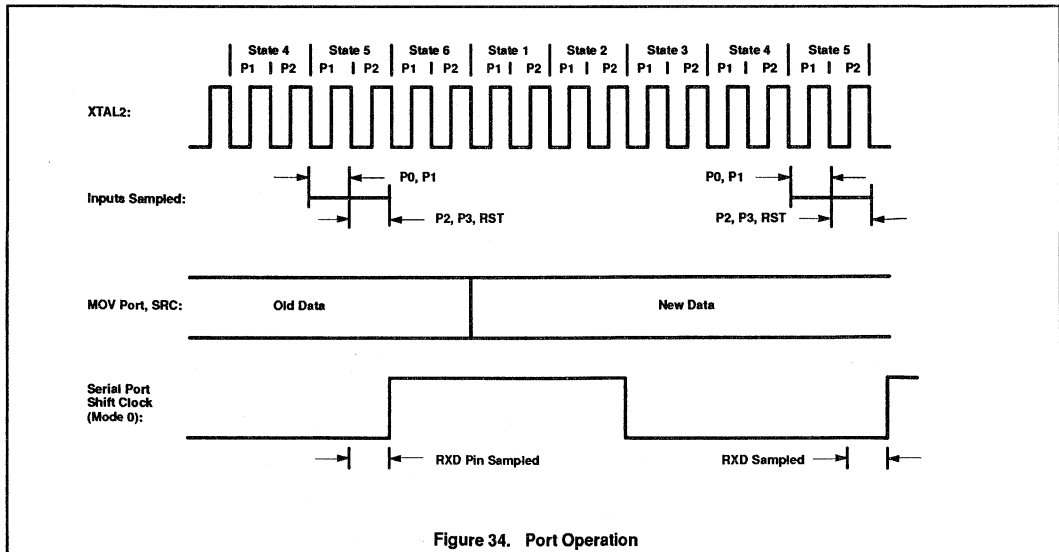 State 4 State 5 State 6 State 1 State 2 State 3 State 4 State 5
P1 P2 P1 P2 P1 P2 P1 P2 P1 P2 P1 P2 P1 P2 P1 P2
XTAL2:
P0, P1 P0, P1
Inputs Sampled:
P2, P3, RST P2, P3, RST
MOV Port, SRC: Old Data New Data
Serial Port
Shift Clock
(Mode 0):
RXD Pin Sampled RXD Sampled
Figure 34. Port Operation